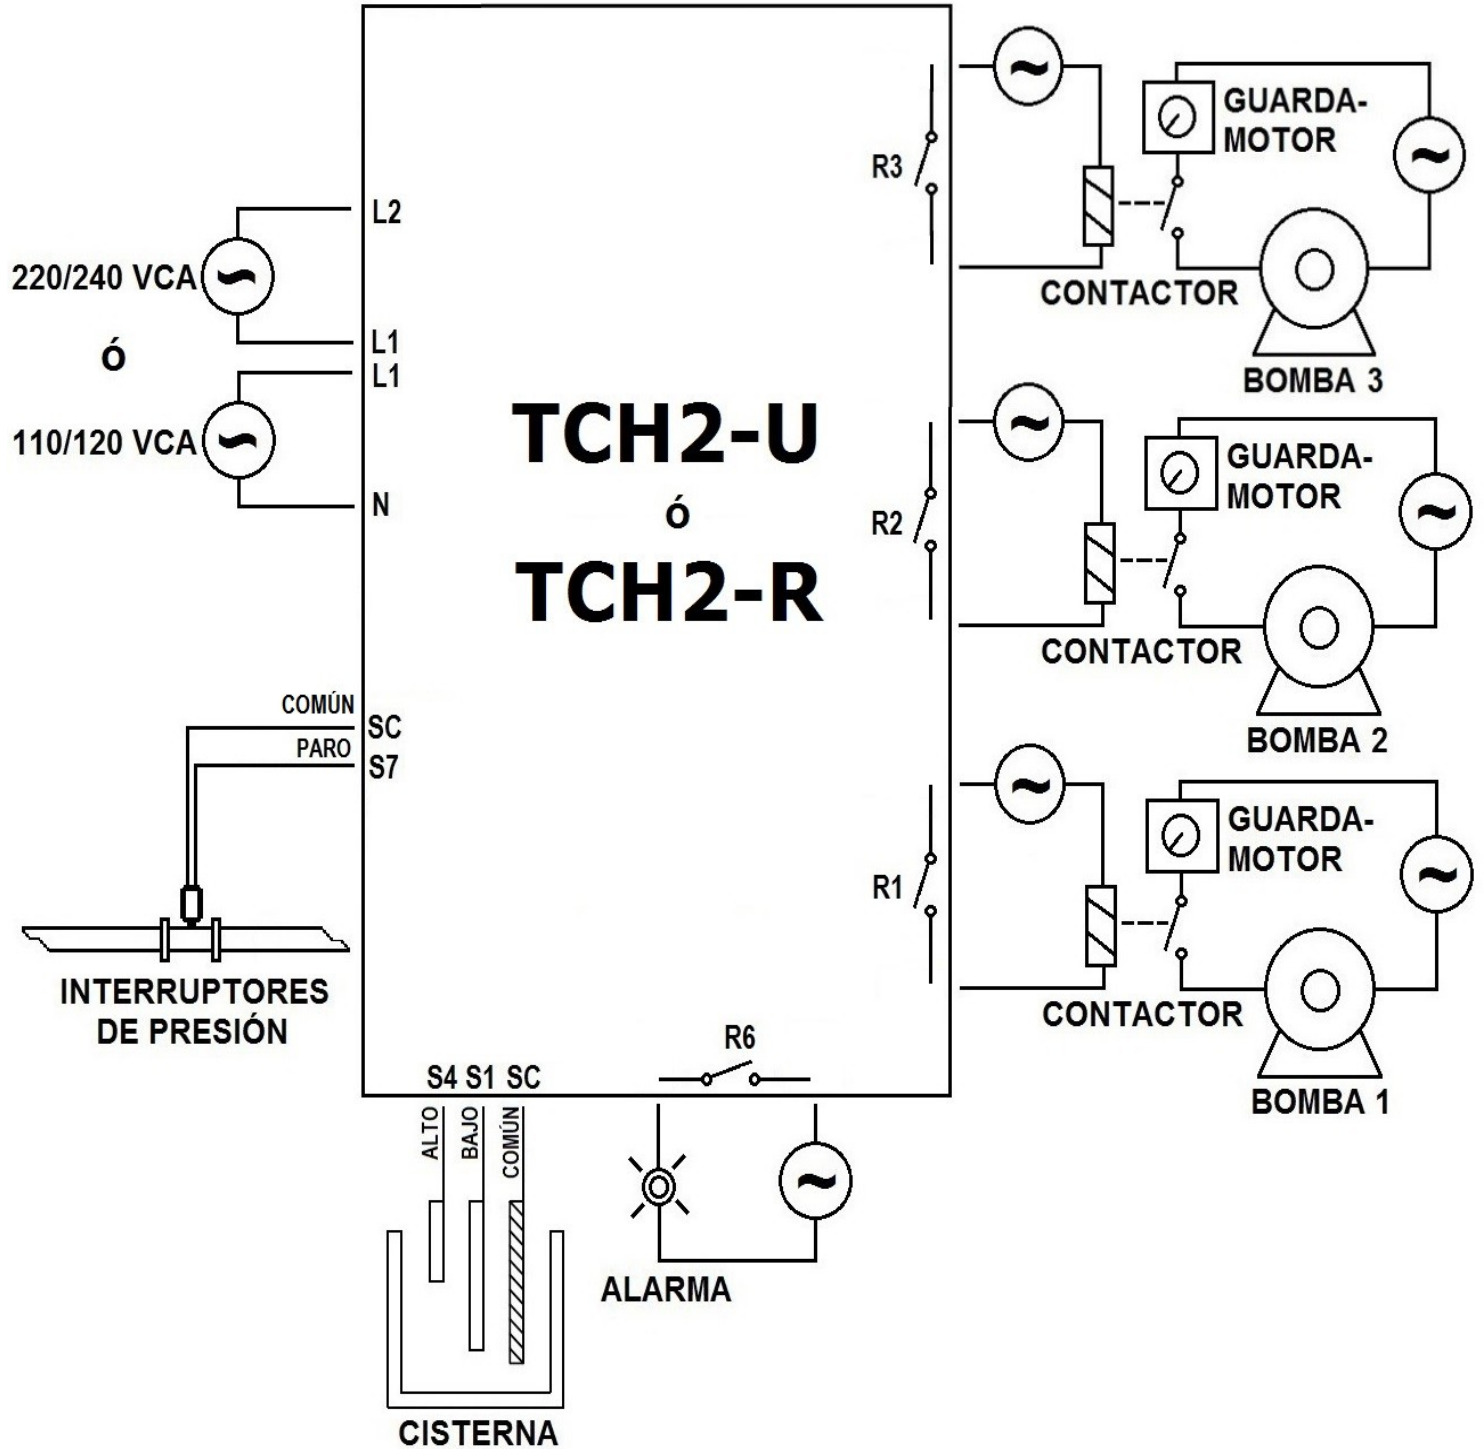 R3
GUARDA-
MOTOR
L2
220/240 VCA
CONTACTOR
ó
L1
L1
BOMBA 3
TCH2-U
110/120 VCA
GUARDA-
MOTOR
N
ó
R2
TCH2-R
CONTACTOR
COMÚN
SC
PARO
S7
BOMBA 2
GUARDA-
MOTOR
R1
INTERRUPTORES
DE PRESIÓN
CONTACTOR
R6
S4 S1 SC
BOMBA 1
ALTO
BAJO
COMÚN
ALARMA
CISTERNA